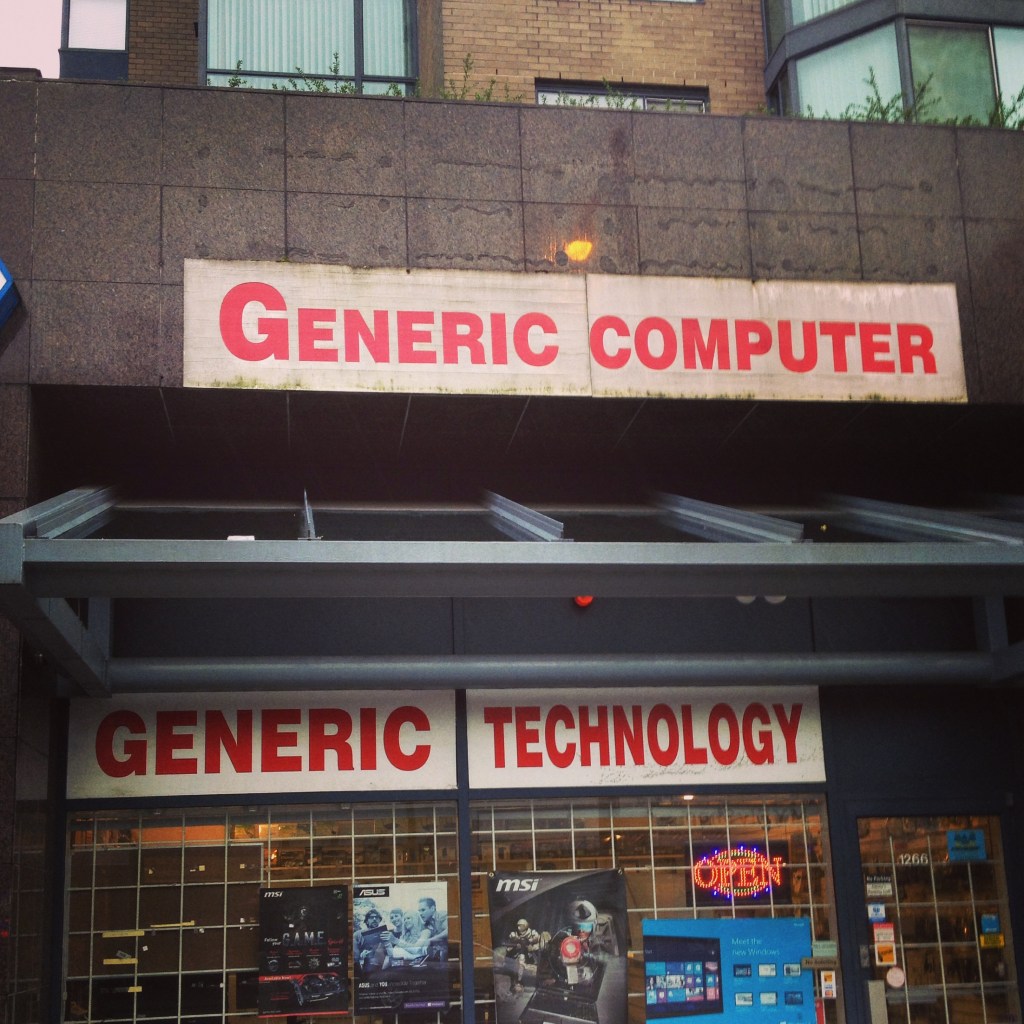 GENERIC COMPUTER
GENERIC TECHNOLOGY
OPEN
1266
msi
GAME
ASUS
msi
Meet the
new Windows